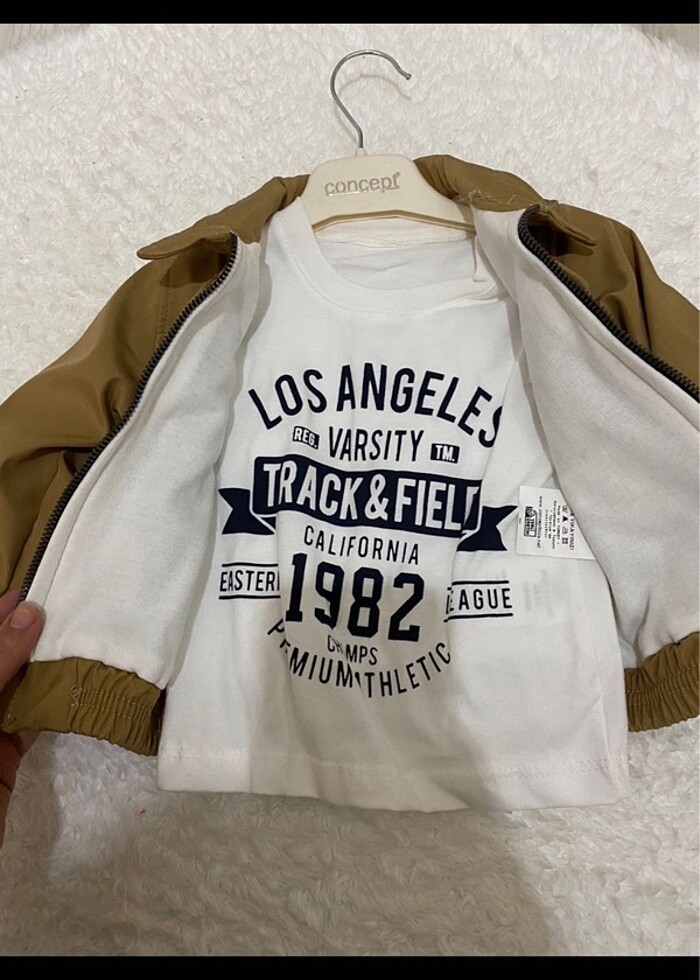 concept
LOS ANGELES
REG. VARSITY TM.
TRACK & FIELD
CALIFORNIA
EASTERN LEAGUE
1982
CHAMPS
PREMIUM ATHLETIC